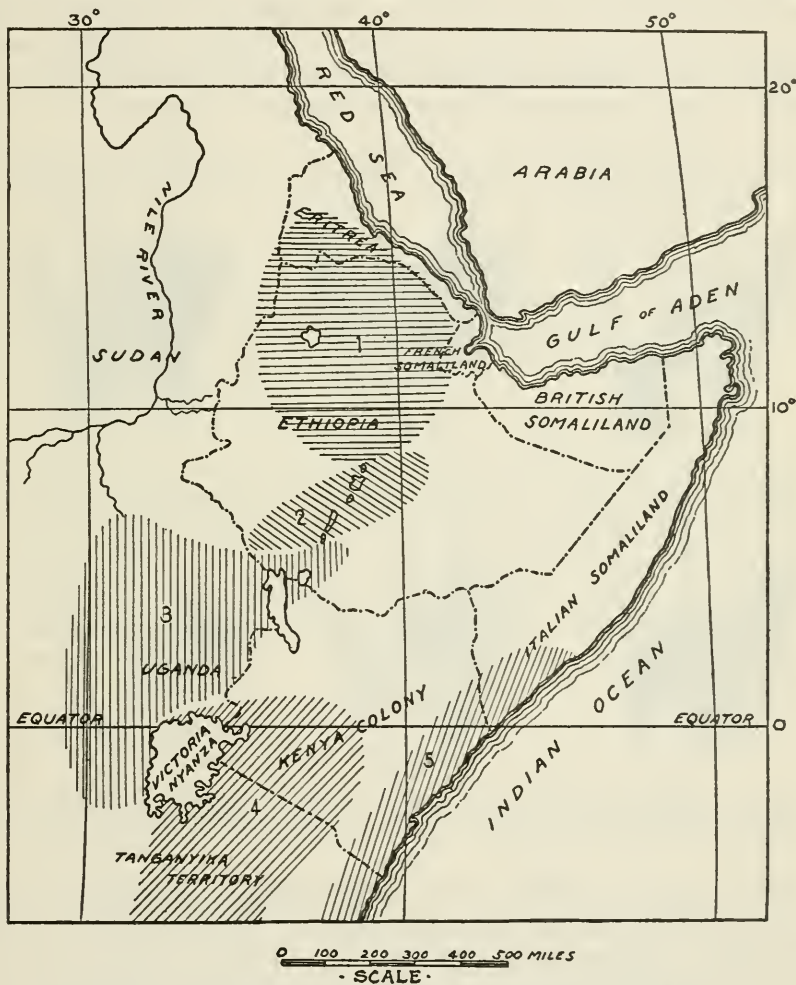 30°
40°
50°
20°
RED SEA
ARABIA
NILE RIVER
ERITREA
GULF OF ADEN
SUDAN
1
FRENCH
SOMALILAND
BRITISH
SOMALILAND
10°
ETHIOPIA
2
ITALIAN SOMALILAND
3
UGANDA
KENYA COLONY
INDIAN OCEAN
EQUATOR
EQUATOR
0
VICTORIA
NYANZA
5
4
TANGANYIKA
TERRITORY
0 100 200 300 400 500 MILES
· SCALE ·